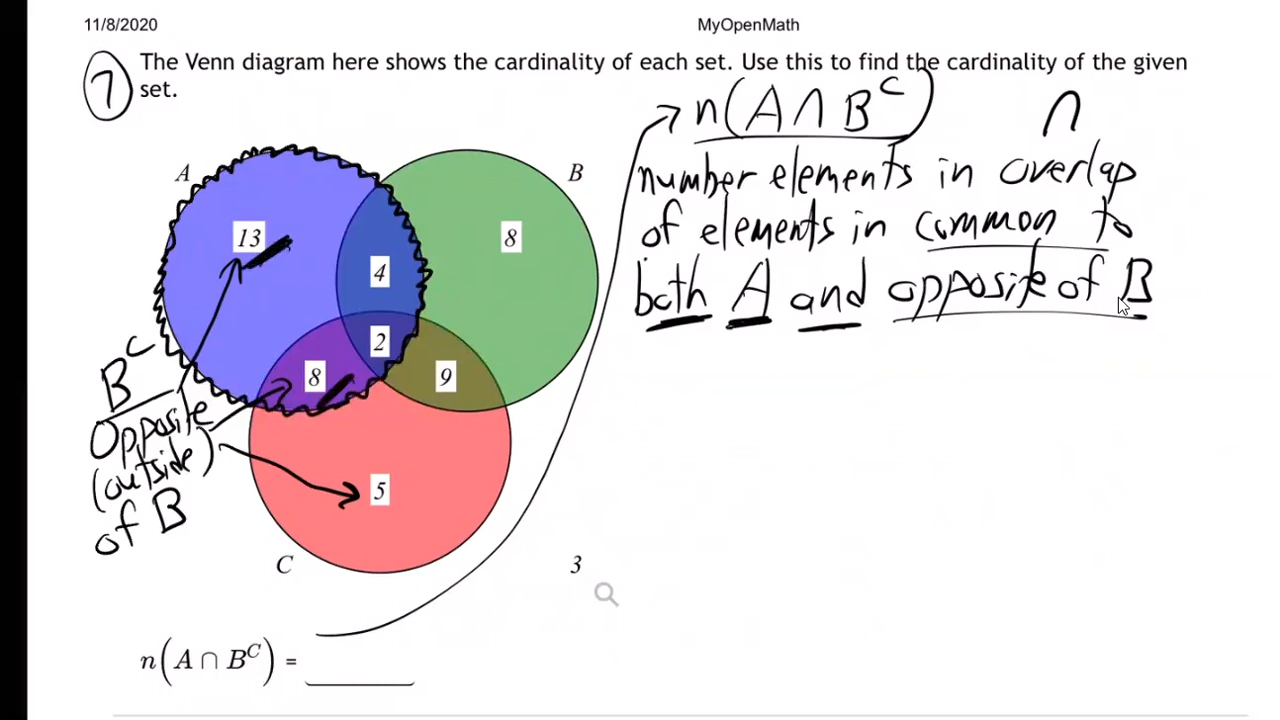 11/8/2020
MyOpenMath
7
The Venn diagram here shows the cardinality of each set. Use this to find the cardinality of the given
set.
n(A∩B^C)
∩
number elements in overlap
of elements in common to
both A and opposite of B
A
B
13
8
4
2
8
9
B^C
Opposite
(outside)
of B
5
C
3
n(A ∩ B^C) = ______